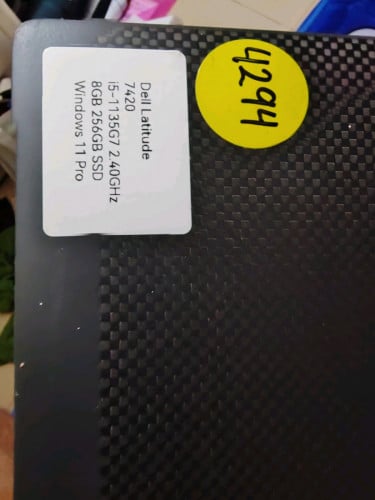 Dell Latitude
7420
i5-1135G7 2.40GHz
8GB 256GB SSD
Windows 11 Pro
4294